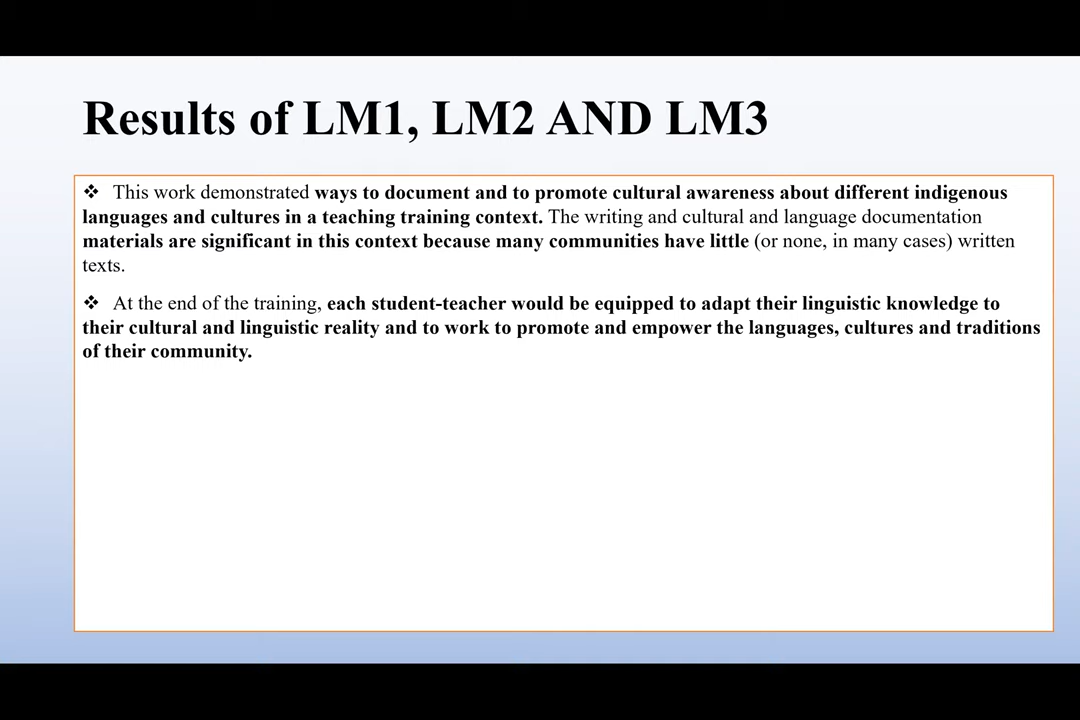 Results of LM1, LM2 AND LM3
❖ This work demonstrated ways to document and to promote cultural awareness about different indigenous
languages and cultures in a teaching training context. The writing and cultural and language documentation
materials are significant in this context because many communities have little (or none, in many cases) written
texts.
❖ At the end of the training, each student-teacher would be equipped to adapt their linguistic knowledge to
their cultural and linguistic reality and to work to promote and empower the languages, cultures and traditions
of their community.